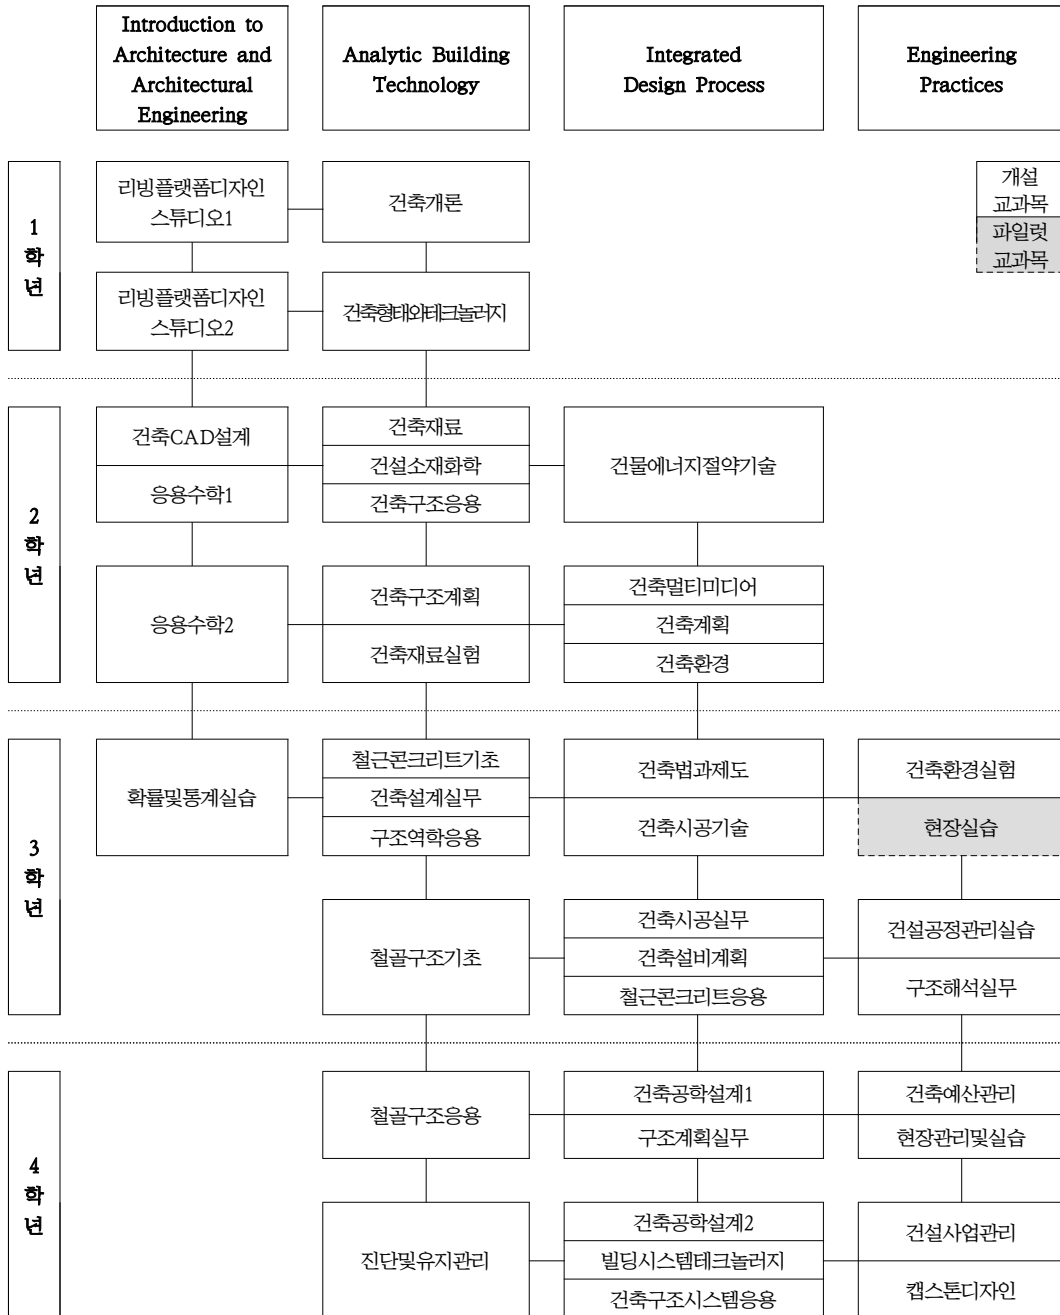 Introduction to
Architecture and
Architectural
Engineering
Analytic Building
Technology
Integrated
Design Process
Engineering
Practices
1
학
년
리빙플랫폼디자인
스튜디오1
건축개론
개설
교과목
파일럿
교과목
리빙플랫폼디자인
스튜디오2
건축형태와테크놀러지
2
학
년
건축CAD설계
응용수학1
건축재료
건설소재화학
건축구조응용
건물에너지절약기술
응용수학2
건축구조계획
건축재료실험
건축멀티미디어
건축계획
건축환경
3
학
년
확률및통계실습
철근콘크리트기초
건축설계실무
구조역학응용
건축법과제도
건축시공기술
건축환경실험
현장실습
철골구조기초
건축시공실무
건축설비계획
철근콘크리트응용
건설공정관리실습
구조해석실무
4
학
년
철골구조응용
건축공학설계1
구조계획실무
건축예산관리
현장관리및실습
진단및유지관리
건축공학설계2
빌딩시스템테크놀러지
건축구조시스템응용
건설사업관리
캡스톤디자인